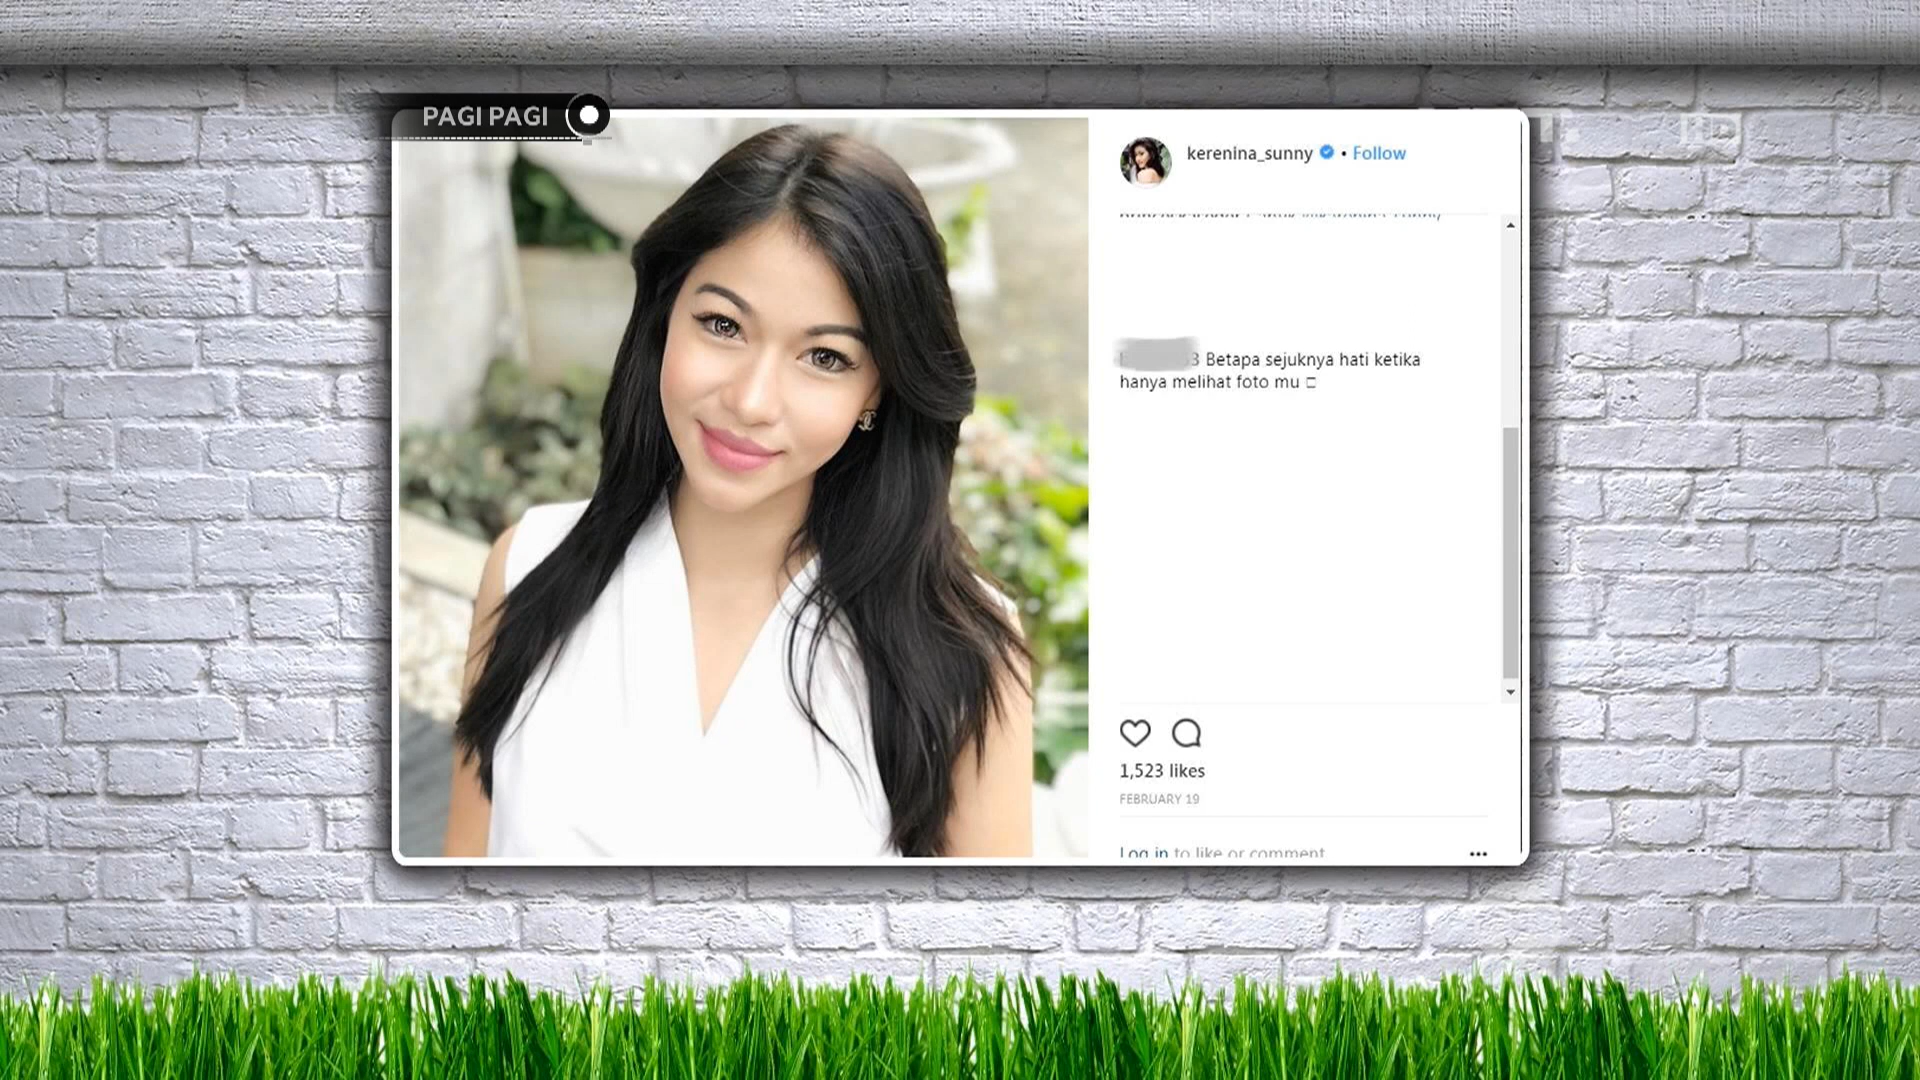 PAGI PAGI
kerenina_sunny • Follow
3 Betapa sejuknya hati ketika
hanya melihat foto mu
1,523 likes
FEBRUARY 19
Log in to like or comment